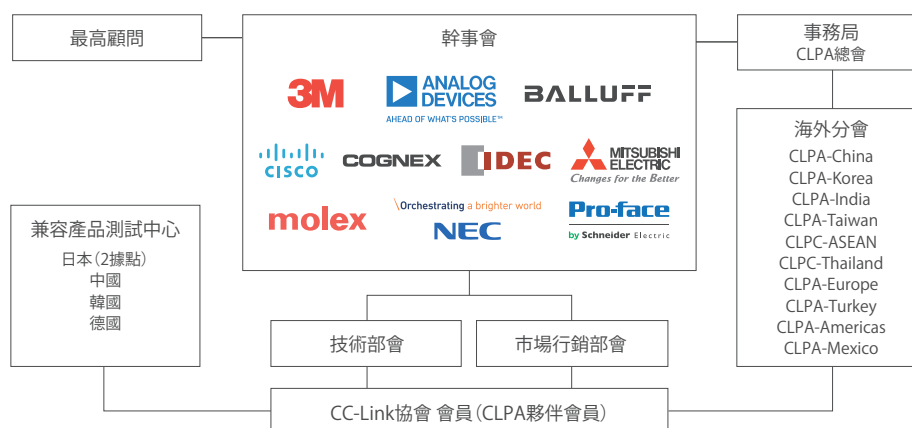 最高顧問
幹事會
事務局
CLPA總會
3M
ANALOG
DEVICES
AHEAD OF WHAT'S POSSIBLE™
BALLUFF
CISCO
COGNEX
IDEC
MITSUBISHI
ELECTRIC
Changes for the Better
molex
\Orchestrating a brighter world
NEC
Pro-face
by Schneider Electric
海外分會
CLPA-China
CLPA-Korea
CLPA-India
CLPA-Taiwan
CLPC-ASEAN
CLPC-Thailand
CLPA-Europe
CLPA-Turkey
CLPA-Americas
CLPA-Mexico
兼容產品測試中心
日本(2據點)
中國
韓國
德國
技術部會
市場行銷部會
CC-Link協會 會員(CLPA夥伴會員)